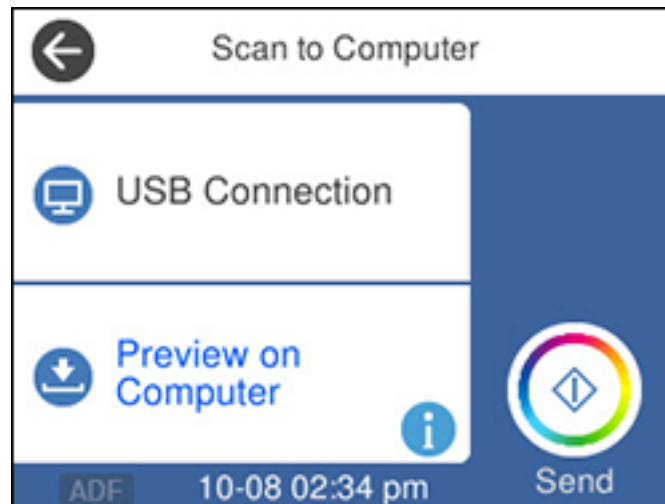 Scan to Computer
USB Connection
Preview on
Computer
i
ADF
10-08 02:34 pm
Send